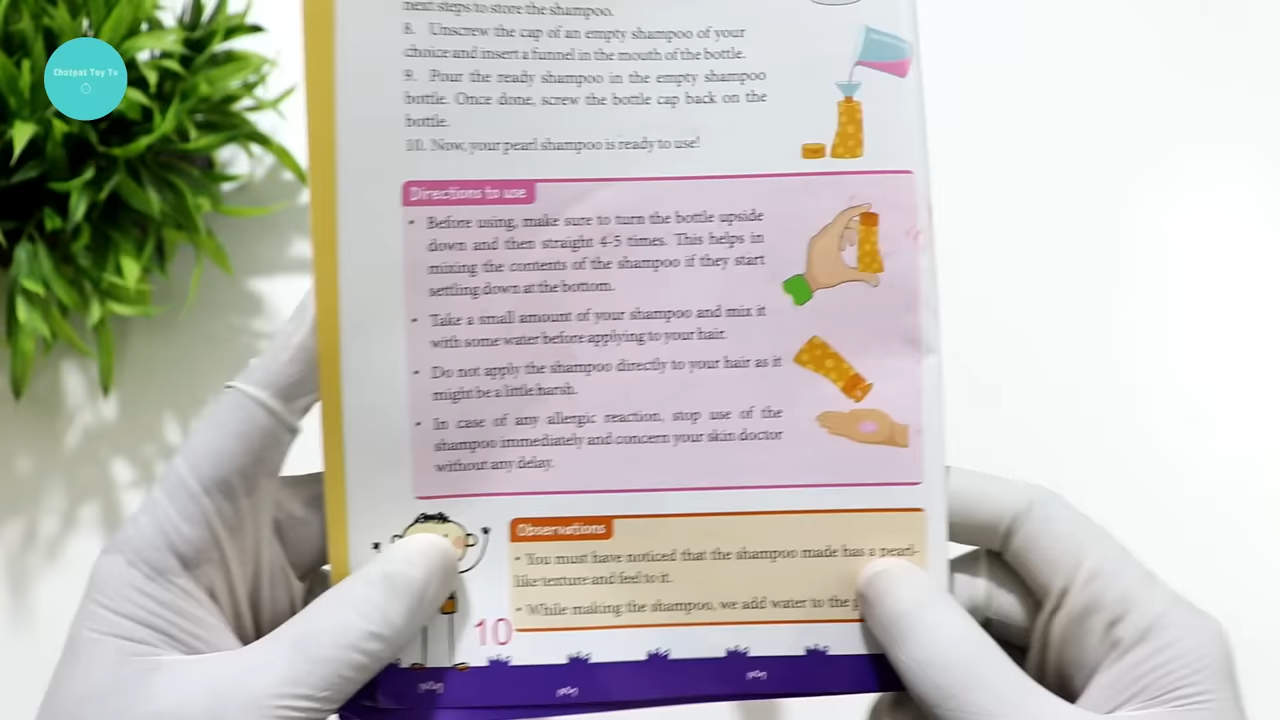 Chatpat Toy Tv
next steps to store the shampoo.
8. Unscrew the cap of an empty shampoo of your
choice and insert a funnel in the mouth of the bottle.
9. Pour the ready shampoo in the empty shampoo
bottle. Once done, screw the bottle cap back on the
bottle.
10. Now, your pearl shampoo is ready to use!
Directions to use
• Before using, make sure to turn the bottle upside
down and then straight 4-5 times. This helps in
mixing the contents of the shampoo if they start
settling down at the bottom.
• Take a small amount of your shampoo and mix it
with some water before applying to your hair.
• Do not apply the shampoo directly to your hair as it
might be a little harsh.
• In case of any allergic reaction, stop use of the
shampoo immediately and concern your skin doctor
without any delay.
Observations
• You must have noticed that the shampoo made has a pearl-
like texture and feel to it.
• While making the shampoo, we add water to the
10